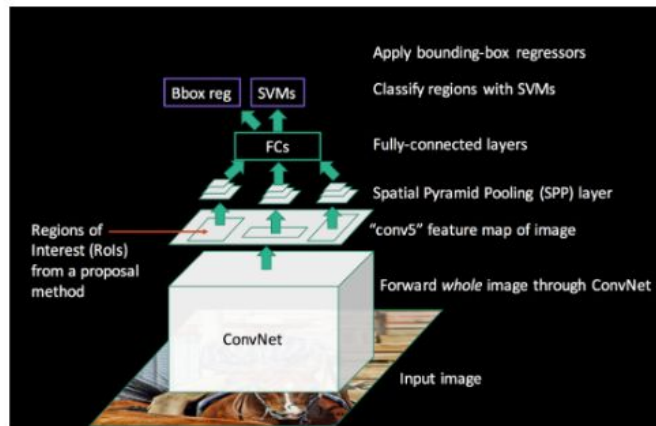 Apply bounding-box regressors
Bbox reg
SVMs
Classify regions with SVMs
FCs
Fully-connected layers
Spatial Pyramid Pooling (SPP) layer
Regions of
Interest (RoIs)
from a proposal
method
“conv5” feature map of image
Forward whole image through ConvNet
ConvNet
Input image